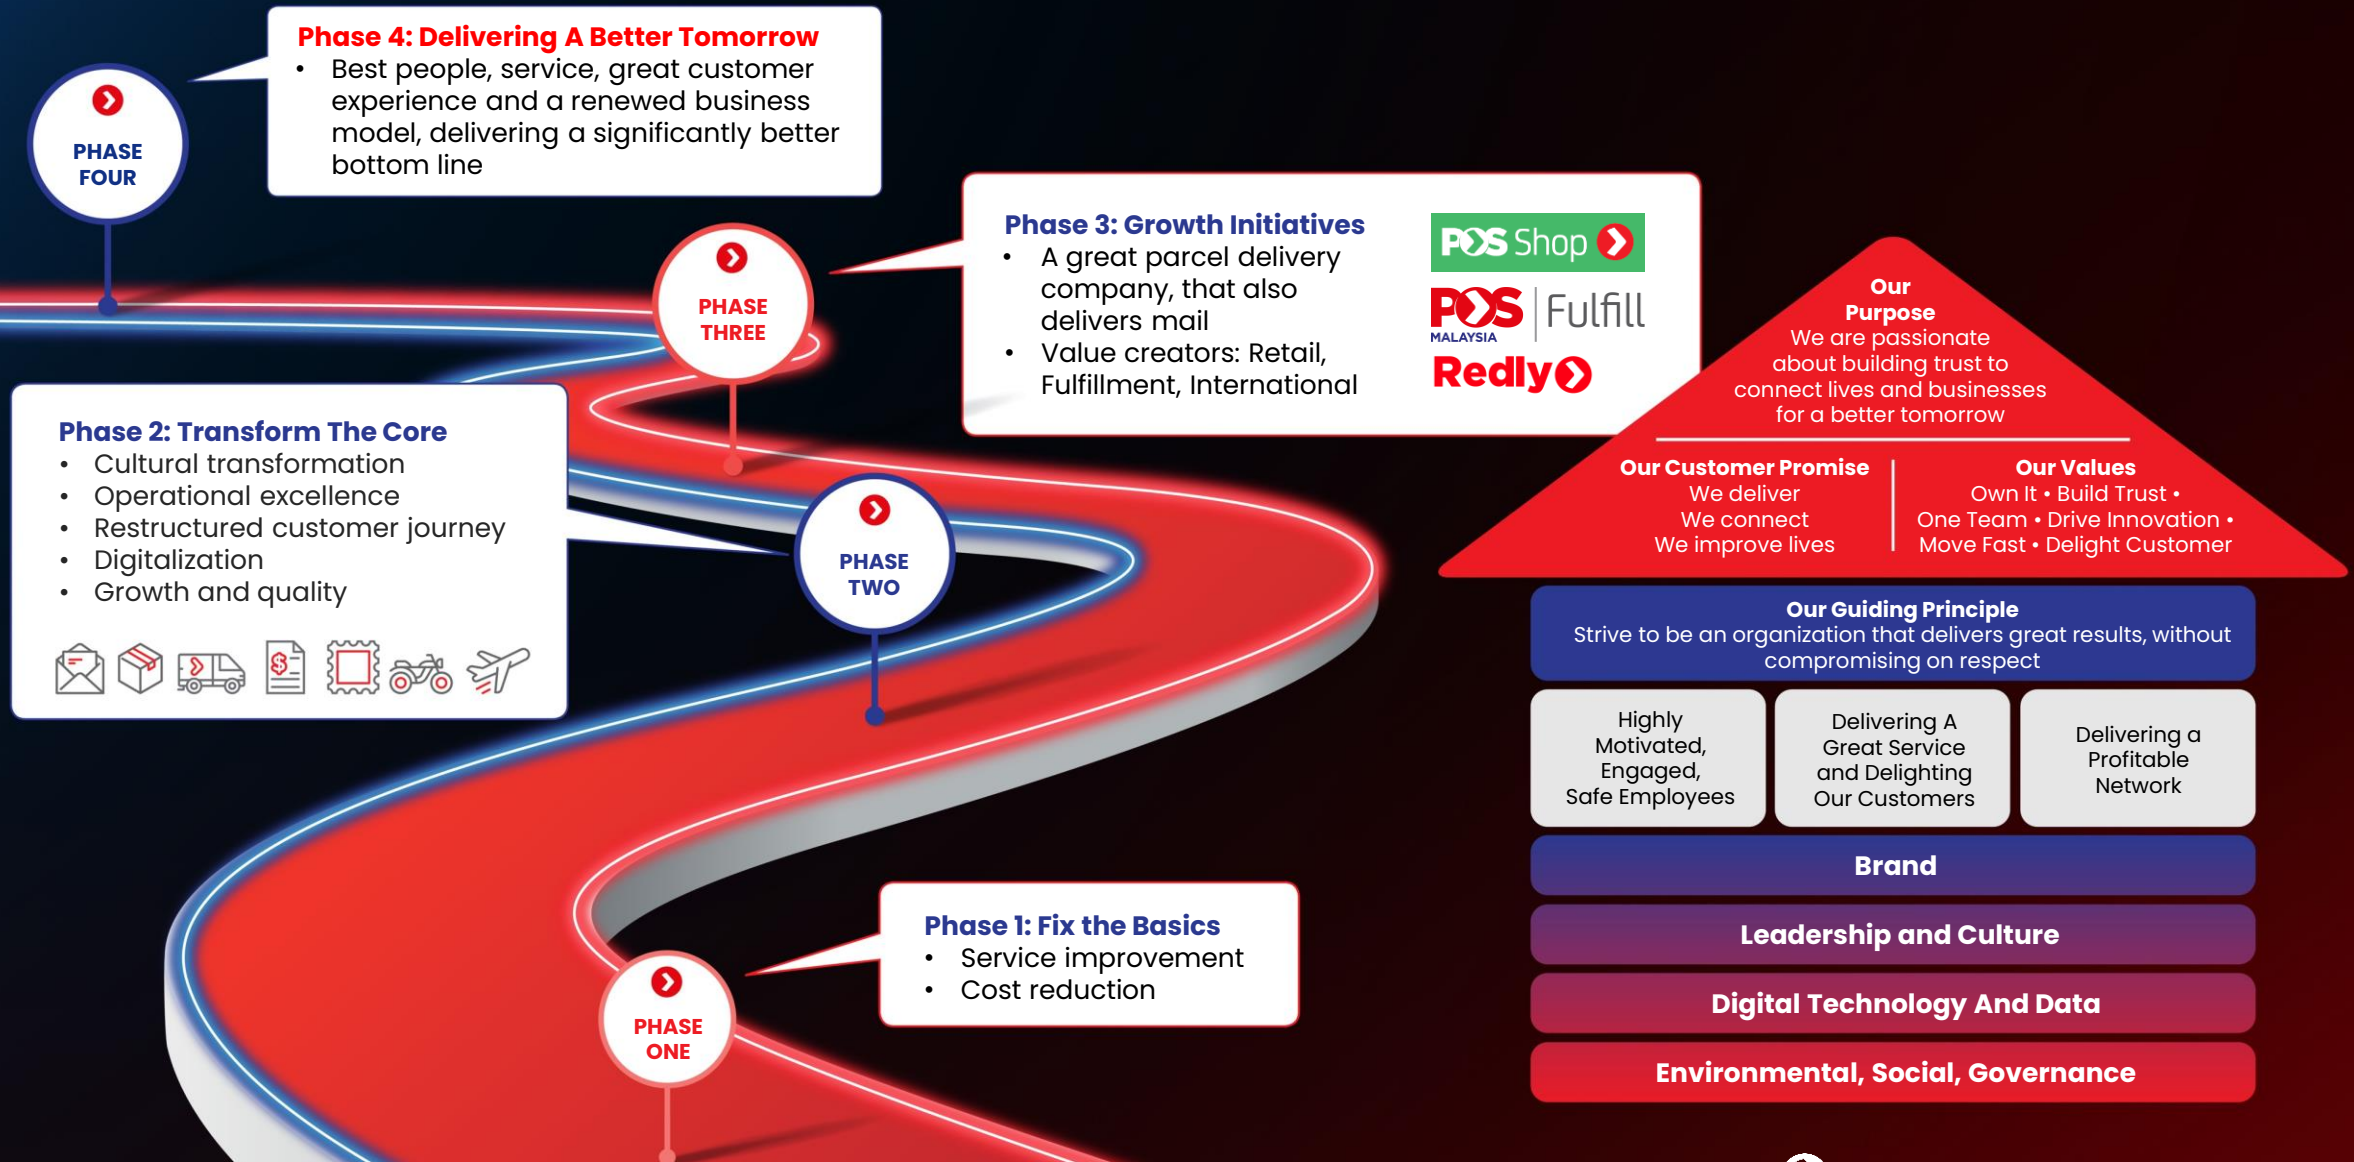 Phase 4: Delivering A Better Tomorrow
• Best people, service, great customer
experience and a renewed business
model, delivering a significantly better
bottom line
PHASE
FOUR
Phase 3: Growth Initiatives
• A great parcel delivery
company, that also
delivers mail
• Value creators: Retail,
Fulfillment, International
POS Shop
POS | Fulfill
MALAYSIA
Redly
PHASE
THREE
Phase 2: Transform The Core
• Cultural transformation
• Operational excellence
• Restructured customer journey
• Digitalization
• Growth and quality
$
PHASE
TWO
Phase 1: Fix the Basics
• Service improvement
• Cost reduction
PHASE
ONE
Our
Purpose
We are passionate
about building trust to
connect lives and businesses
for a better tomorrow
Our Customer Promise
We deliver
We connect
We improve lives
Our Values
Own It • Build Trust •
One Team • Drive Innovation •
Move Fast • Delight Customer
Our Guiding Principle
Strive to be an organization that delivers great results, without
compromising on respect
Highly
Motivated,
Engaged,
Safe Employees
Delivering A
Great Service
and Delighting
Our Customers
Delivering a
Profitable
Network
Brand
Leadership and Culture
Digital Technology And Data
Environmental, Social, Governance